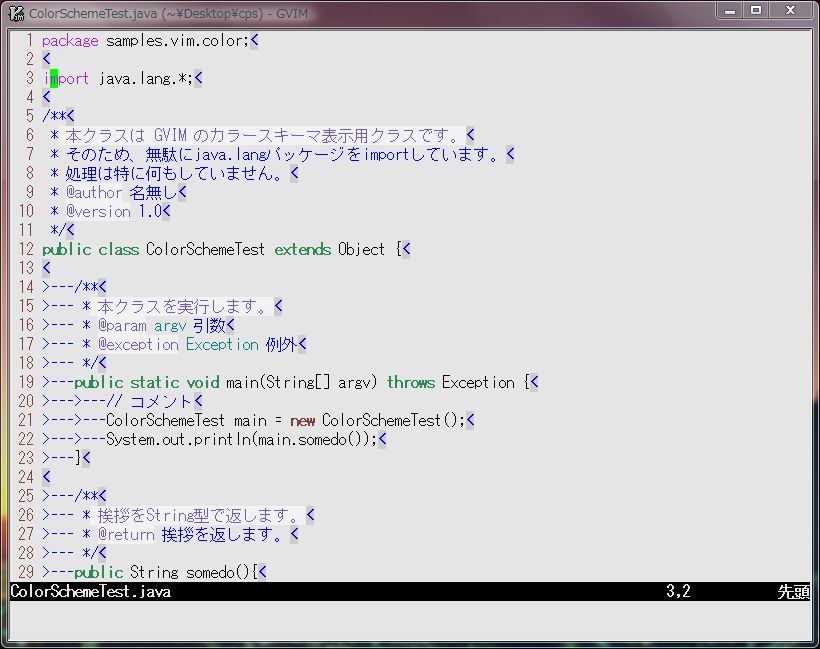 ColorSchemeTest.java (~¥Desktop¥cps) - GVIM
1 package samples.vim.color;<
2 <
3 import java.lang.*;<
4 <
5 /**<
6  * 本クラスは GVIM のカラースキーマ表示用クラスです。<
7  * そのため、無駄にjava.langパッケージをimportしています。<
8  * 処理は特に何もしていません。<
9  * @author 名無し<
10  * @version 1.0<
11  */<
12 public class ColorSchemeTest extends Object {<
13 <
14 >---/**<
15 >--- * 本クラスを実行します。<
16 >--- * @param argv 引数<
17 >--- * @exception Exception 例外<
18 >--- */<
19 >---public static void main(String[] argv) throws Exception {<
20 >--->---// コメント<
21 >--->---ColorSchemeTest main = new ColorSchemeTest();<
22 >--->---System.out.println(main.somedo());<
23 >---}<
24 <
25 >---/**<
26 >--- * 挨拶をString型で返します。<
27 >--- * @return 挨拶を返します。<
28 >--- */<
29 >---public String somedo(){<
ColorSchemeTest.java 3,2 先頭